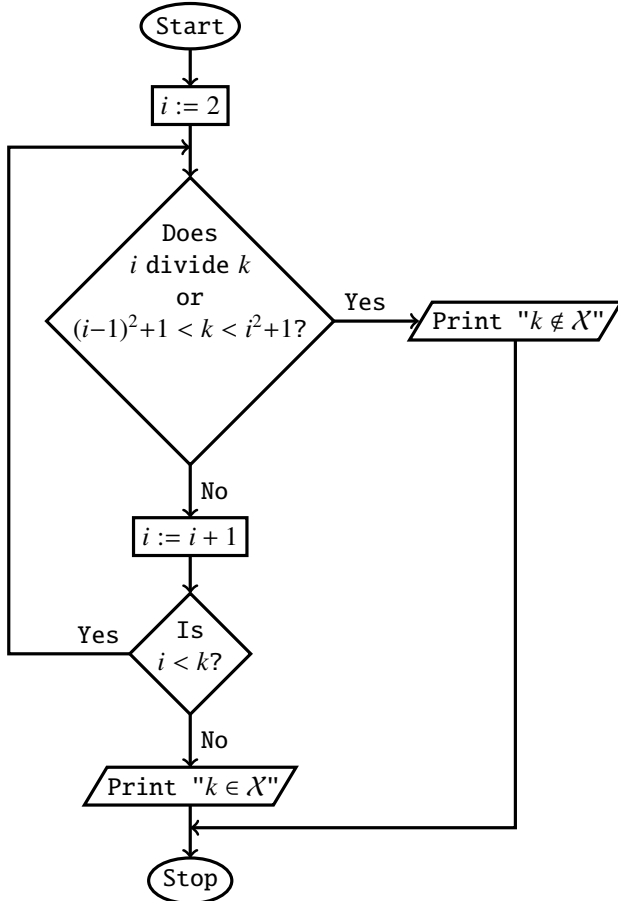 Start
i := 2
Does
i divide k
or
(i−1)²+1 < k < i²+1?
Yes
Print "k ∉ X"
No
i := i + 1
Yes
Is
i < k?
No
Print "k ∈ X"
Stop